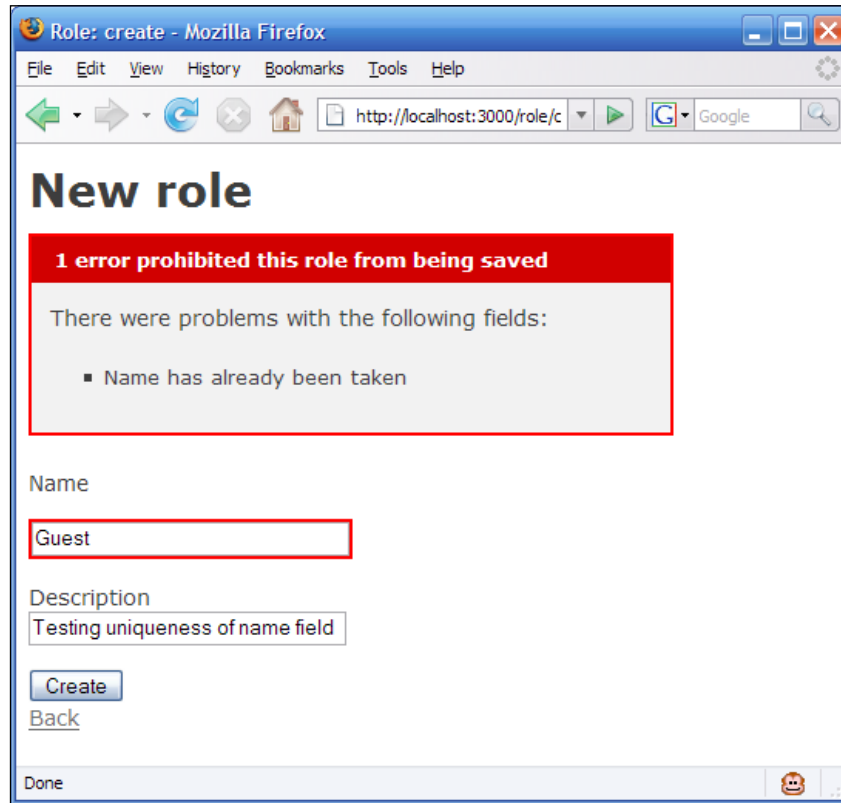 Role: create - Mozilla Firefox
File Edit View History Bookmarks Tools Help
http://localhost:3000/role/c G Google
New role
1 error prohibited this role from being saved
There were problems with the following fields:
Name has already been taken
Name
Guest
Description
Testing uniqueness of name field
Create
Back
Done